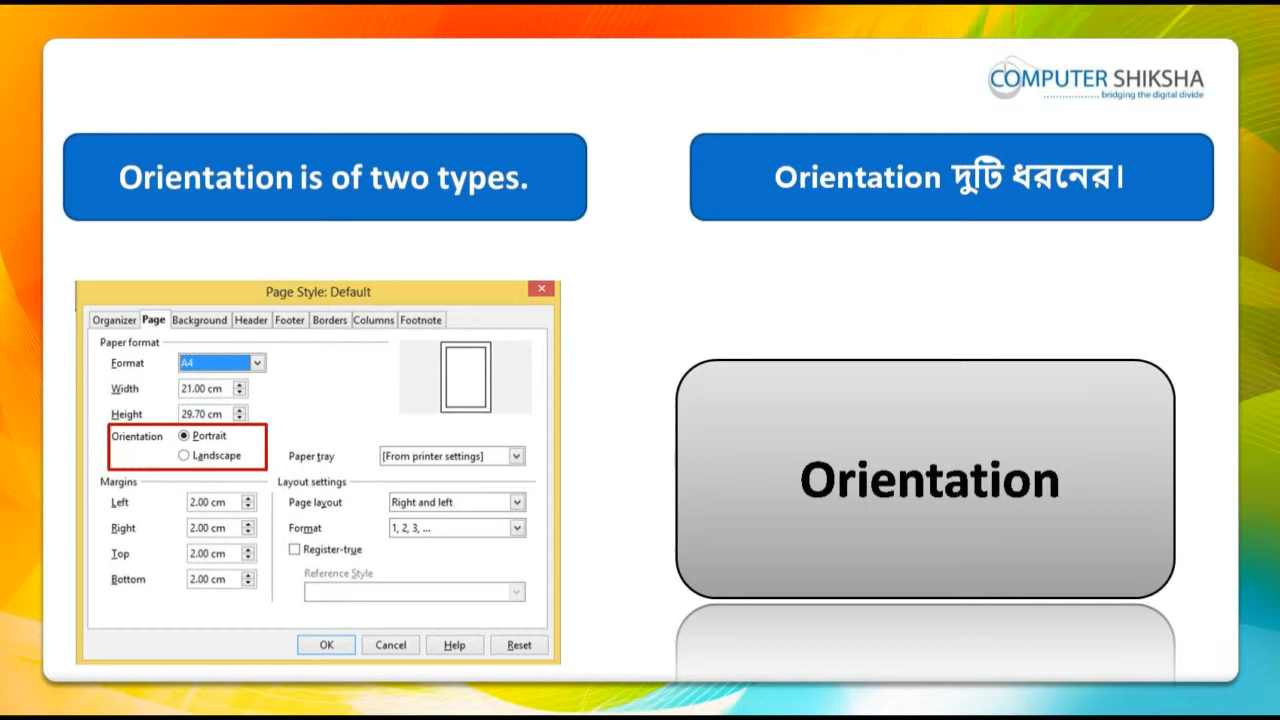 COMPUTER SHIKSHA
bridging the digital divide
Orientation is of two types.
Orientation দুটি ধরনের।
Page Style: Default
Organizer Page Background Header Footer Borders Columns Footnote
Paper format
Format A4
Width 21.00 cm
Height 29.70 cm
Orientation Portrait
Landscape
Paper tray [From printer settings]
Margins
Left 2.00 cm
Right 2.00 cm
Top 2.00 cm
Bottom 2.00 cm
Layout settings
Page layout Right and left
Format 1, 2, 3, ...
Register-true
Reference Style
OK Cancel Help Reset
Orientation